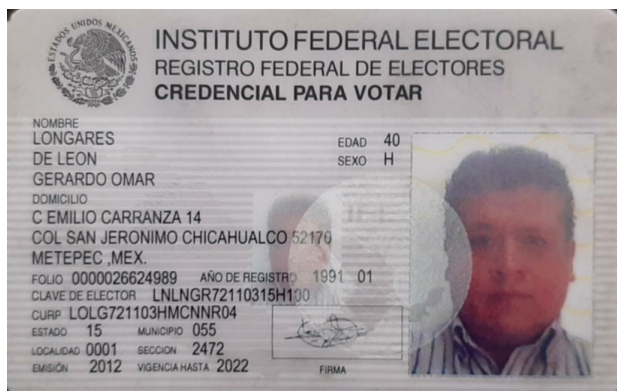 ESTADOS UNIDOS MEXICANOS
INSTITUTO FEDERAL ELECTORAL
REGISTRO FEDERAL DE ELECTORES
CREDENCIAL PARA VOTAR
NOMBRE
LONGARES
DE LEON
GERARDO OMAR
EDAD 40
SEXO H
DOMICILIO
C EMILIO CARRANZA 14
COL SAN JERONIMO CHICAHUALCO 52170
METEPEC ,MEX.
FOLIO 0000026624989 AÑO DE REGISTRO 1991 01
CLAVE DE ELECTOR LNLNGR72110315H100
CURP LOLG721103HMCNNR04
ESTADO 15 MUNICIPIO 055
LOCALIDAD 0001 SECCION 2472
EMISIÓN 2012 VIGENCIA HASTA 2022
FIRMA